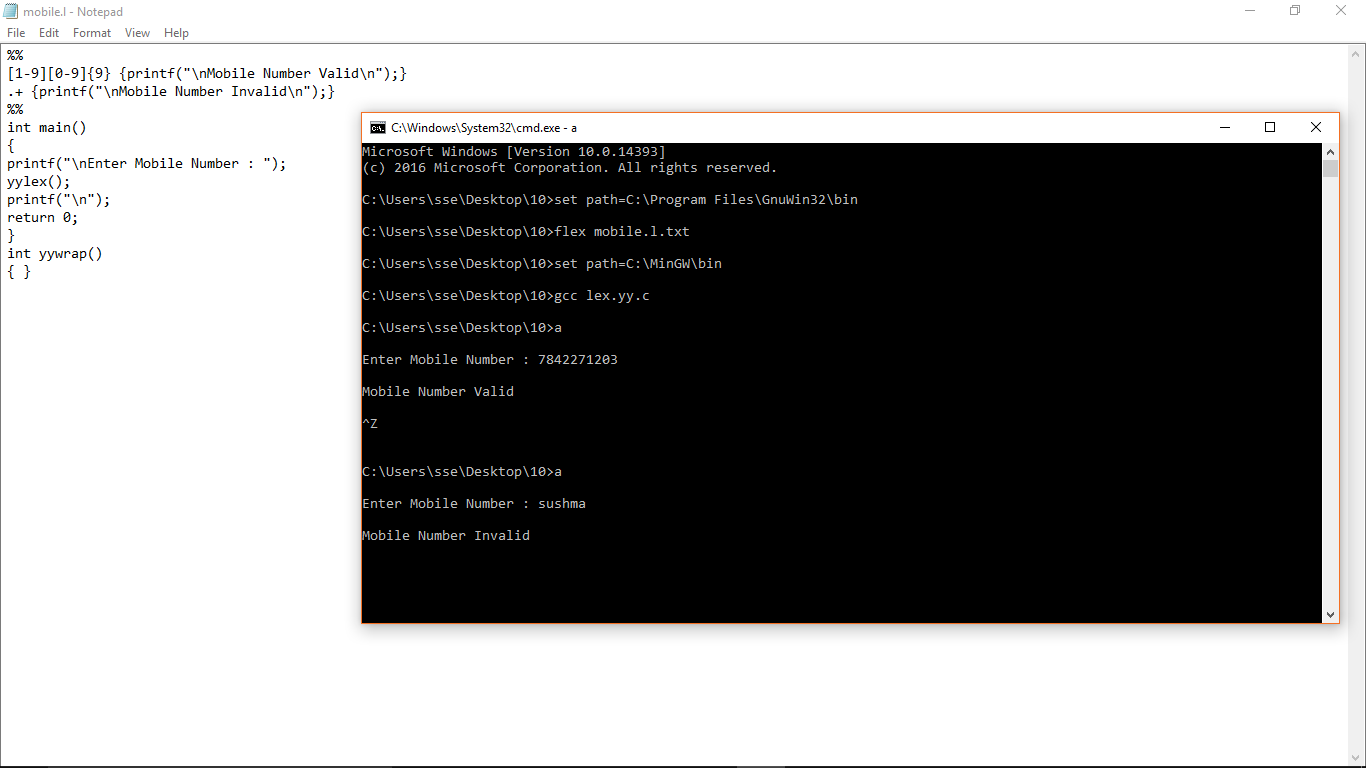 mobile.l - Notepad
File Edit Format View Help
%%
[1-9][0-9]{9} {printf("\nMobile Number Valid\n");}
.+ {printf("\nMobile Number Invalid\n");}
%%
int main()
{
printf("\nEnter Mobile Number : ");
yylex();
printf("\n");
return 0;
}
int yywrap()
{ }
C:\Windows\System32\cmd.exe - a
Microsoft Windows [Version 10.0.14393]
(c) 2016 Microsoft Corporation. All rights reserved.
C:\Users\sse\Desktop\10>set path=C:\Program Files\GnuWin32\bin
C:\Users\sse\Desktop\10>flex mobile.l.txt
C:\Users\sse\Desktop\10>set path=C:\MinGW\bin
C:\Users\sse\Desktop\10>gcc lex.yy.c
C:\Users\sse\Desktop\10>a
Enter Mobile Number : 7842271203
Mobile Number Valid
^Z
C:\Users\sse\Desktop\10>a
Enter Mobile Number : sushma
Mobile Number Invalid